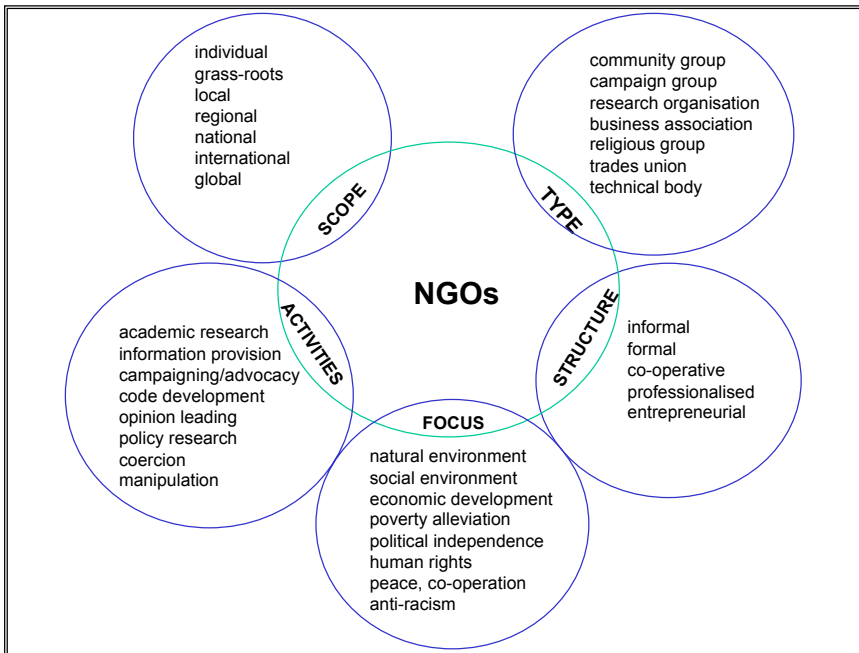 individual
grass-roots
local
regional
national
international
global
SCOPE
community group
campaign group
research organisation
business association
religious group
trades union
technical body
TYPE
NGOs
academic research
information provision
campaigning/advocacy
code development
opinion leading
policy research
coercion
manipulation
ACTIVITIES
informal
formal
co-operative
professionalised
entrepreneurial
STRUCTURE
FOCUS
natural environment
social environment
economic development
poverty alleviation
political independence
human rights
peace, co-operation
anti-racism